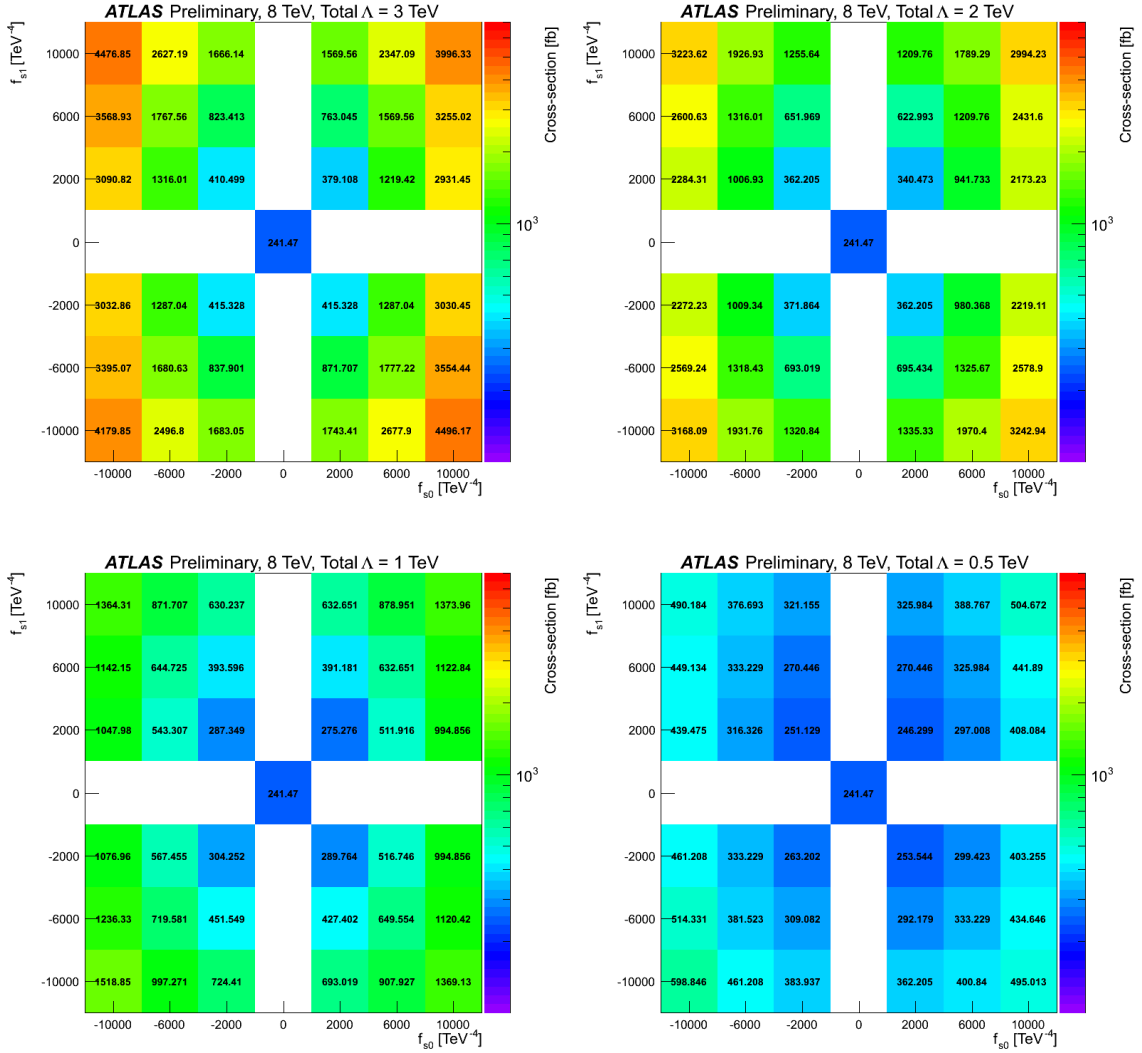 ATLAS Preliminary, 8 TeV, Total Λ = 3 TeV
f_s1 [TeV^-4]
Cross-section [fb]
10000 4476.85 2627.19 1666.14 1569.56 2347.09 3996.33
6000 3568.93 1767.56 823.413 763.045 1569.56 3255.02
2000 3090.82 1316.01 410.499 379.108 1219.42 2931.45
10^3
0 241.47
-2000 3032.86 1287.04 415.328 415.328 1287.04 3030.45
-6000 3395.07 1680.63 837.901 871.707 1777.22 3554.44
-10000 4179.85 2496.8 1683.05 1743.41 2677.9 4496.17
-10000 -6000 -2000 0 2000 6000 10000
f_s0 [TeV^-4]
ATLAS Preliminary, 8 TeV, Total Λ = 2 TeV
f_s1 [TeV^-4]
Cross-section [fb]
10000 3223.62 1926.93 1255.64 1209.76 1789.29 2994.23
6000 2600.63 1316.01 651.969 622.993 1209.76 2431.6
2000 2284.31 1006.93 362.205 340.473 941.733 2173.23
10^3
0 241.47
-2000 2272.23 1009.34 371.864 362.205 980.368 2219.11
-6000 2569.24 1318.43 693.019 695.434 1325.67 2578.9
-10000 3168.09 1931.76 1320.84 1335.33 1970.4 3242.94
-10000 -6000 -2000 0 2000 6000 10000
f_s0 [TeV^-4]
ATLAS Preliminary, 8 TeV, Total Λ = 1 TeV
f_s1 [TeV^-4]
Cross-section [fb]
10000 1364.31 871.707 630.237 632.651 878.951 1373.96
6000 1142.15 644.725 393.596 391.181 632.651 1122.84
2000 1047.98 543.307 287.349 275.276 511.916 994.856
10^3
0 241.47
-2000 1076.96 567.455 304.252 289.764 516.746 994.856
-6000 1236.33 719.581 451.549 427.402 649.554 1120.42
-10000 1518.85 997.271 724.41 693.019 907.927 1369.13
-10000 -6000 -2000 0 2000 6000 10000
f_s0 [TeV^-4]
ATLAS Preliminary, 8 TeV, Total Λ = 0.5 TeV
f_s1 [TeV^-4]
Cross-section [fb]
10000 490.184 376.693 321.155 325.984 388.767 504.672
6000 449.134 333.229 270.446 270.446 325.984 441.89
2000 439.475 316.326 251.129 246.299 297.008 408.084
10^3
0 241.47
-2000 461.208 333.229 263.202 253.544 299.423 403.255
-6000 514.331 381.523 309.082 292.179 333.229 434.646
-10000 598.846 461.208 383.937 362.205 400.84 495.013
-10000 -6000 -2000 0 2000 6000 10000
f_s0 [TeV^-4]